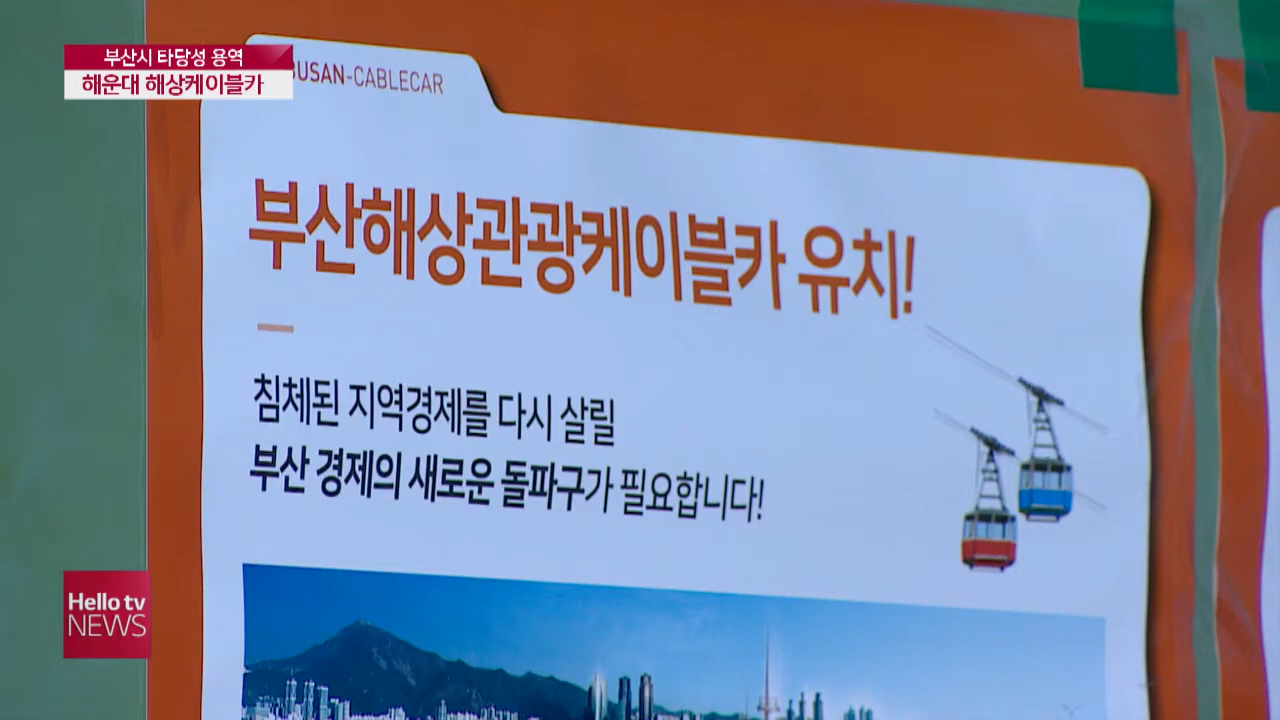 부산시 타당성 용역
해운대 해상케이블카
BUSAN-CABLECAR
부산해상관광케이블카 유치!
침체된 지역경제를 다시 살릴
부산 경제의 새로운 돌파구가 필요합니다!
Hello tv
NEWS